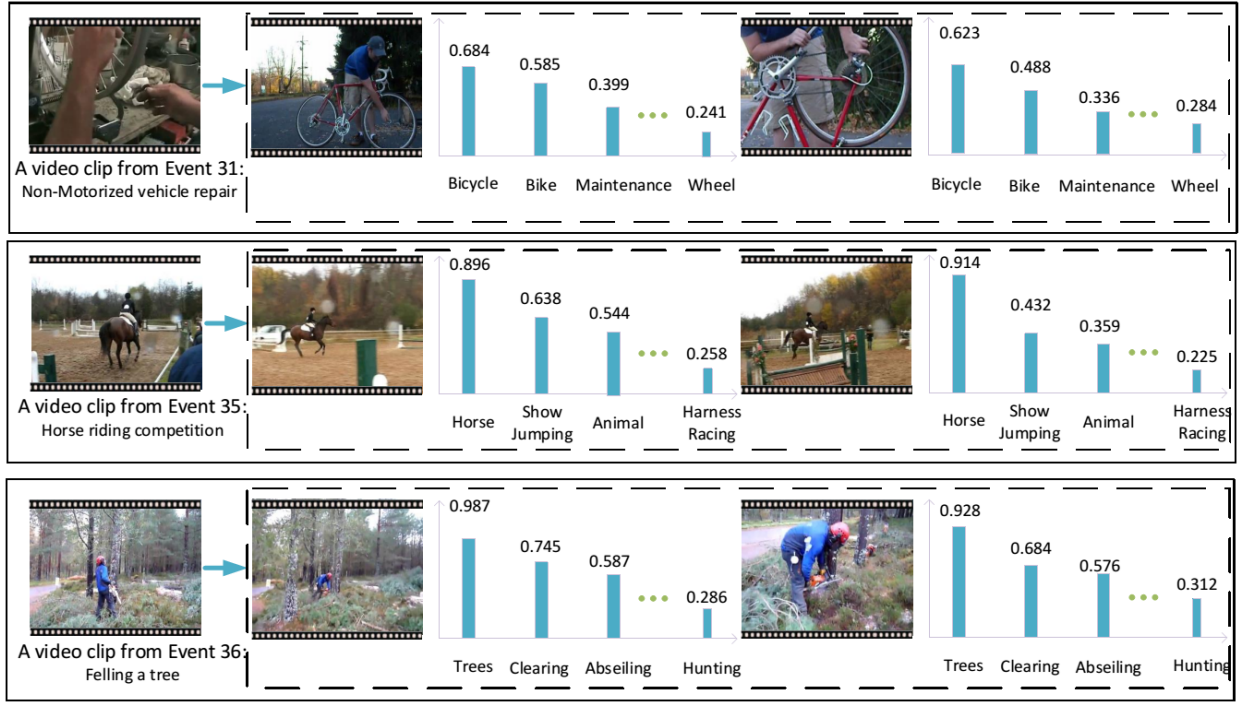 0.684
0.585
0.399
0.241
Bicycle Bike Maintenance Wheel
0.623
0.488
0.336
0.284
Bicycle Bike Maintenance Wheel
A video clip from Event 31:
Non-Motorized vehicle repair
0.896
0.638
0.544
0.258
Horse Show Jumping Animal Harness Racing
0.914
0.432
0.359
0.225
Horse Show Jumping Animal Harness Racing
A video clip from Event 35:
Horse riding competition
0.987
0.745
0.587
0.286
Trees Clearing Abseiling Hunting
0.928
0.684
0.576
0.312
Trees Clearing Abseiling Hunting
A video clip from Event 36:
Felling a tree